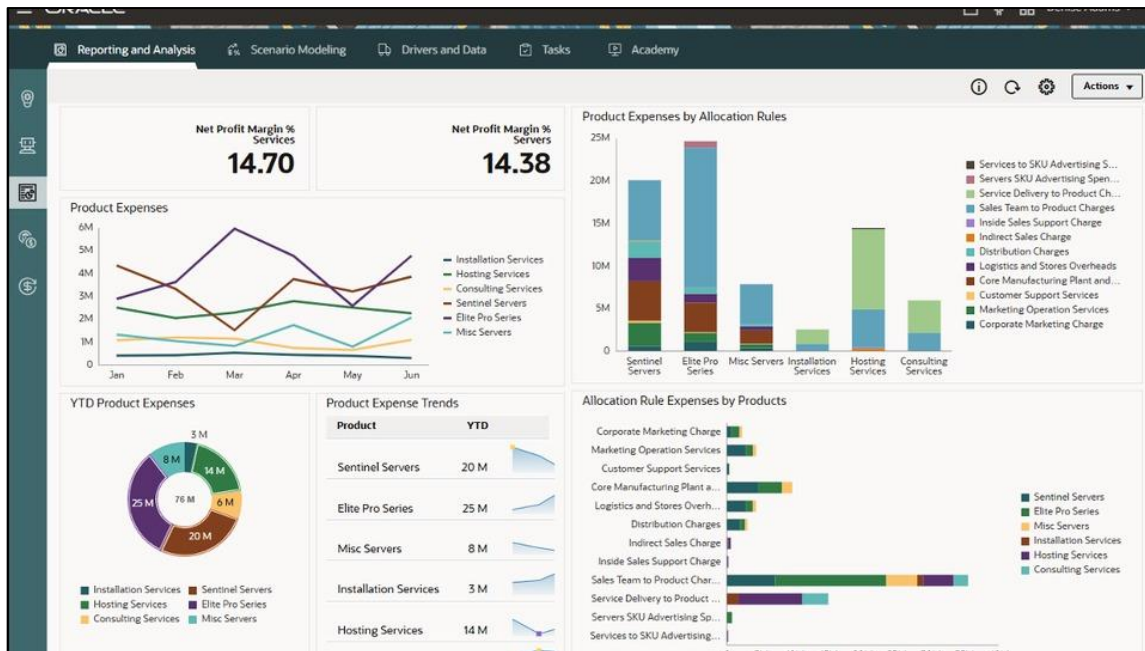 ORACLE
Denise Adams
Reporting and Analysis
Scenario Modeling
Drivers and Data
Tasks
Academy
Actions
Net Profit Margin %
Services
14.70
Net Profit Margin %
Servers
14.38
Product Expenses
6M
5M
4M
3M
2M
1M
0
Jan Feb Mar Apr May Jun
Installation Services
Hosting Services
Consulting Services
Sentinel Servers
Elite Pro Series
Misc Servers
Product Expenses by Allocation Rules
25M
20M
15M
10M
5M
0
Sentinel Servers
Elite Pro Series
Misc Servers
Installation Services
Hosting Services
Consulting Services
Services to SKU Advertising S...
Servers SKU Advertising Spen...
Service Delivery to Product Ch...
Sales Team to Product Charges
Inside Sales Support Charge
Indirect Sales Charge
Distribution Charges
Logistics and Stores Overheads
Core Manufacturing Plant and...
Customer Support Services
Marketing Operation Services
Corporate Marketing Charge
YTD Product Expenses
3 M
14 M
6 M
20 M
25 M
8 M
76 M
Installation Services
Sentinel Servers
Hosting Services
Elite Pro Series
Consulting Services
Misc Servers
Product Expense Trends
Product YTD
Sentinel Servers 20 M
Elite Pro Series 25 M
Misc Servers 8 M
Installation Services 3 M
Hosting Services 14 M
Allocation Rule Expenses by Products
Corporate Marketing Charge
Marketing Operation Services
Customer Support Services
Core Manufacturing Plant a...
Logistics and Stores Overh...
Distribution Charges
Indirect Sales Charge
Inside Sales Support Charge
Sales Team to Product Char...
Service Delivery to Product ...
Servers SKU Advertising Sp...
Services to SKU Advertising...
Sentinel Servers
Elite Pro Series
Misc Servers
Installation Services
Hosting Services
Consulting Services